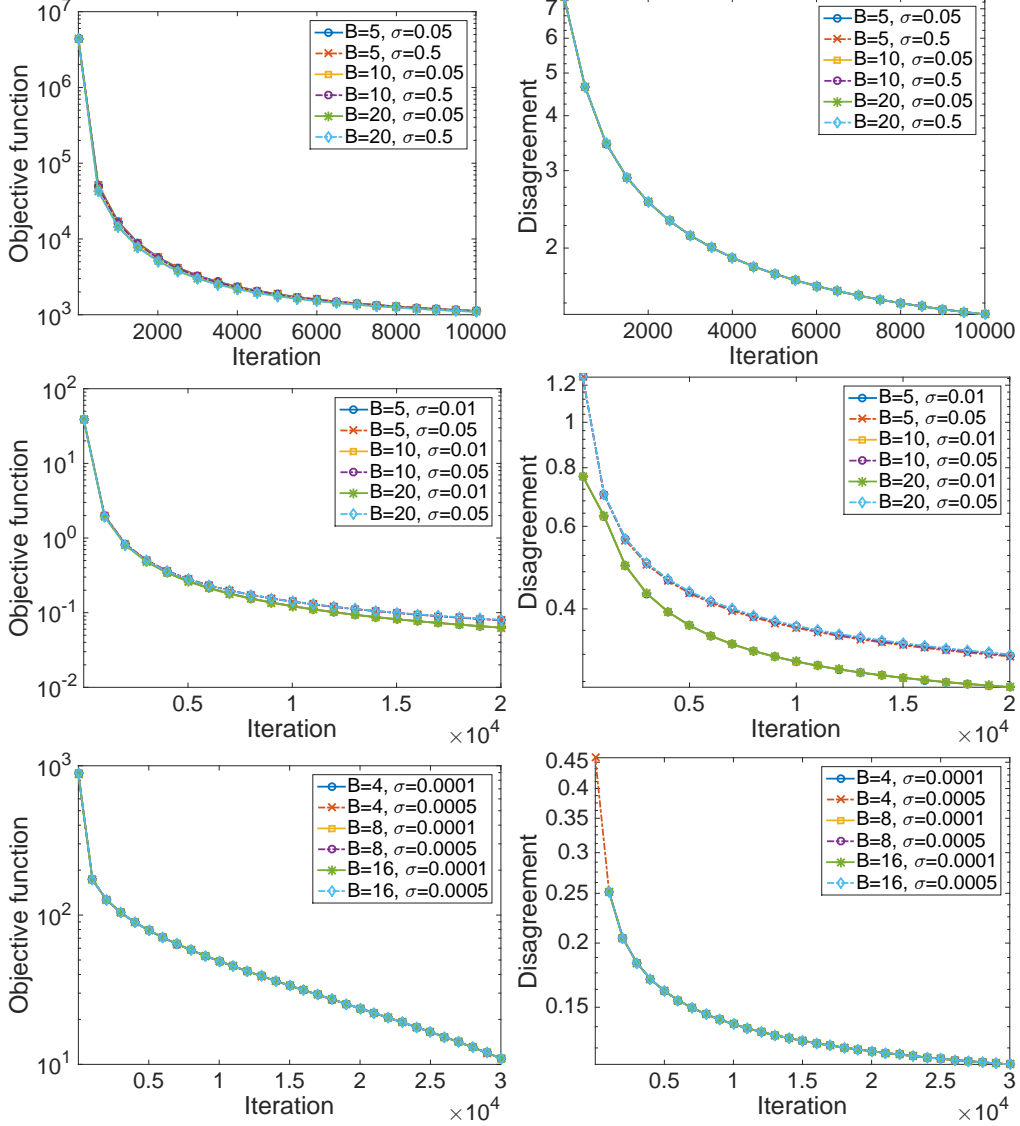 10^7
10^6
10^5
10^4
10^3
Objective function
2000 4000 6000 8000 10000
Iteration
B=5, σ=0.05
B=5, σ=0.5
B=10, σ=0.05
B=10, σ=0.5
B=20, σ=0.05
B=20, σ=0.5
7
5
3
2
Disagreement
2000 4000 6000 8000 10000
Iteration
B=5, σ=0.05
B=5, σ=0.5
B=10, σ=0.05
B=10, σ=0.5
B=20, σ=0.05
B=20, σ=0.5
10^2
10^1
10^0
10^-1
10^-2
Objective function
0.5 1 1.5 2
Iteration
×10^4
B=5, σ=0.01
B=5, σ=0.05
B=10, σ=0.01
B=10, σ=0.05
B=20, σ=0.01
B=20, σ=0.05
1.2
1
0.8
0.6
0.4
Disagreement
0.5 1 1.5 2
Iteration
×10^4
B=5, σ=0.01
B=5, σ=0.05
B=10, σ=0.01
B=10, σ=0.05
B=20, σ=0.01
B=20, σ=0.05
10^3
10^2
10^1
Objective function
0.5 1 1.5 2 2.5 3
Iteration
×10^4
B=4, σ=0.0001
B=4, σ=0.0005
B=8, σ=0.0001
B=8, σ=0.0005
B=16, σ=0.0001
B=16, σ=0.0005
0.45
0.4
0.35
0.3
0.25
0.2
0.15
Disagreement
0.5 1 1.5 2 2.5 3
Iteration
×10^4
B=4, σ=0.0001
B=4, σ=0.0005
B=8, σ=0.0001
B=8, σ=0.0005
B=16, σ=0.0001
B=16, σ=0.0005